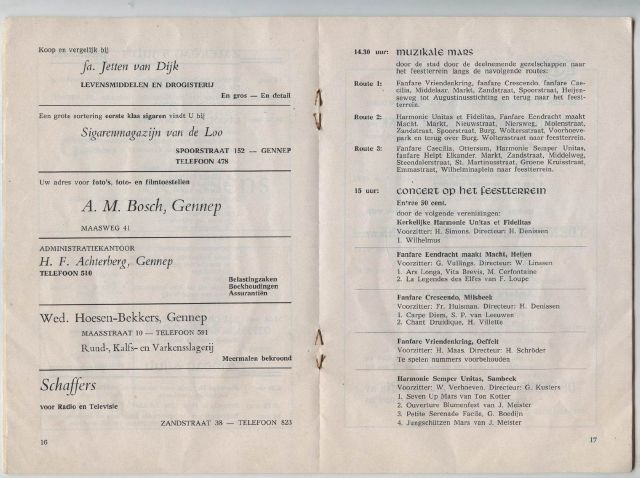 Koop en vergelijk bij
fa. Jetten van Dijk
LEVENSMIDDELEN EN DROGISTERIJ
En gros — En detail
Een grote sortering eerste klas sigaren vindt U bij
Sigarenmagazijn van de Loo
SPOORSTRAAT 152 — GENNEP
TELEFOON 478
Uw adres voor foto's, foto- en filmtoestellen
A. M. Bosch, Gennep
MAASWEG 41
ADMINISTRATIEKANTOOR
H. F. Achterberg, Gennep
TELEFOON 510
Belastingzaken
Boekhoudingen
Assurantiën
Wed. Hoesen-Bekkers, Gennep
MAASSTRAAT 10 — TELEFOON 591
Rund-, Kalfs- en Varkensslagerij
Meermalen bekroond
Schaffers
voor Radio en Televisie
ZANDSTRAAT 38 — TELEFOON 823
16
14.30 uur: MUZIKALE MARS
door de stad door de deelnemende gezelschappen naar
het feestterrein langs de navolgende routes:
Route 1: Fanfare Vriendenkring, fanfare Crescendo, fanfare Cae-
cilia, Middelaar. Markt, Zandstraat, Spoorstraat, Heijen-
seweg tot Augustinusstichting en terug naar het feest-
terrein.
Route 2: Harmonie Unitas et Fidelitas, Fanfare Eendracht maakt
Macht. Markt, Nieuwstraat, Niersweg, Molenstraat,
Zandstraat, Spoorstraat, Burg. Woltersstraat, Voorhoeve-
park en terug over Burg. Woltersstraat naar feestterrein.
Route 3: Fanfare Caecilia, Ottersum, Harmonie Semper Unitas,
fanfare Helpt Elkander. Markt, Zandstraat, Middelweg,
Steendalerstraat, St. Martinusstraat, Groene Kruisstraat,
Emmastraat, Wilhelminaplein naar feestterrein.
15 uur: CONCERT OP HET FEESTTERREIN
Entree 50 cent.
door de volgende verenigingen:
Kerkelijke Harmonie Unitas et Fidelitas
Voorzitter: H. Simons. Directeur: H. Denissen
1. Wilhelmus
Fanfare Eendracht maakt Macht, Heijen
Voorzitter: G. Vullings. Directeur: W. Linssen
1. Ars Longa, Vita Brevis, M. Cerfontaine
2. La Legendes des Elfes van F. Loupe
Fanfare Crescendo, Milsbeek
Voorzitter: Fr. Huisman. Directeur: H. Denissen
1. Carpe Diem, S. P. van Leeuwen
2. Chant Druidique, H. Villette
Fanfare Vriendenkring, Oeffelt
Voorzitter: H. Maas. Directeur: H. Schröder
Te spelen nummers voorbehouden
Harmonie Semper Unitas, Sambeek
Voorzitter: W. Verhoeven. Directeur: G. Kusters
1. Seven Up Mars van Ton Kotter
2. Ouverture Blumenfest van J. Meister
3. Petite Serenade Facile, G. Boedijn
4. Jungschützen Mars van J. Meister
17